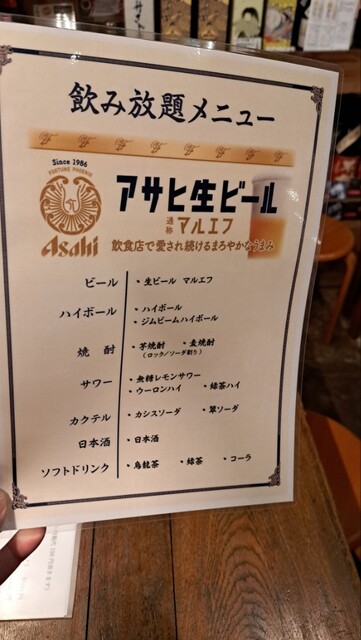 飲み放題メニュー
Since 1986
FORTUNE PHOENIX
Asahi
アサヒ生ビール
通称 マルエフ
飲食店で愛され続けるまろやかなうまみ
ビール ・生ビール マルエフ
ハイボール ・ハイボール
・ジムビームハイボール
焼酎 ・芋焼酎 ・麦焼酎
(ロック/ソーダ割り)
サワー ・無糖レモンサワー
・ウーロンハイ ・緑茶ハイ
カクテル ・カシスソーダ ・翠ソーダ
日本酒 ・日本酒
ソフトドリンク ・烏龍茶 ・緑茶 ・コーラ